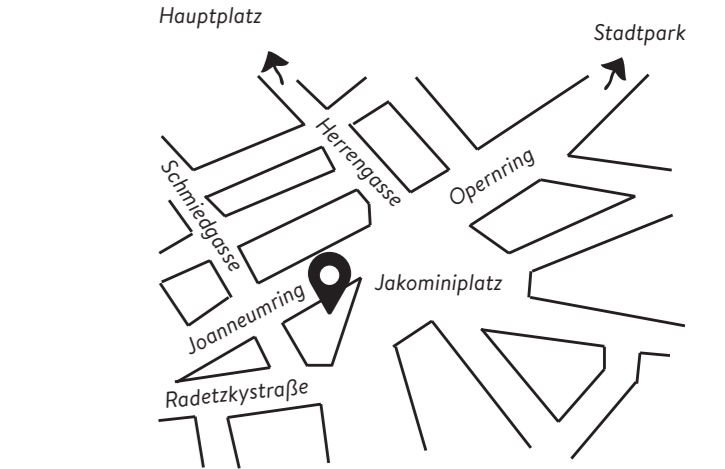 Hauptplatz
Stadtpark
Herrengasse
Opernring
Schmiedgasse
Jakominiplatz
Joanneumring
Radetzkystraße